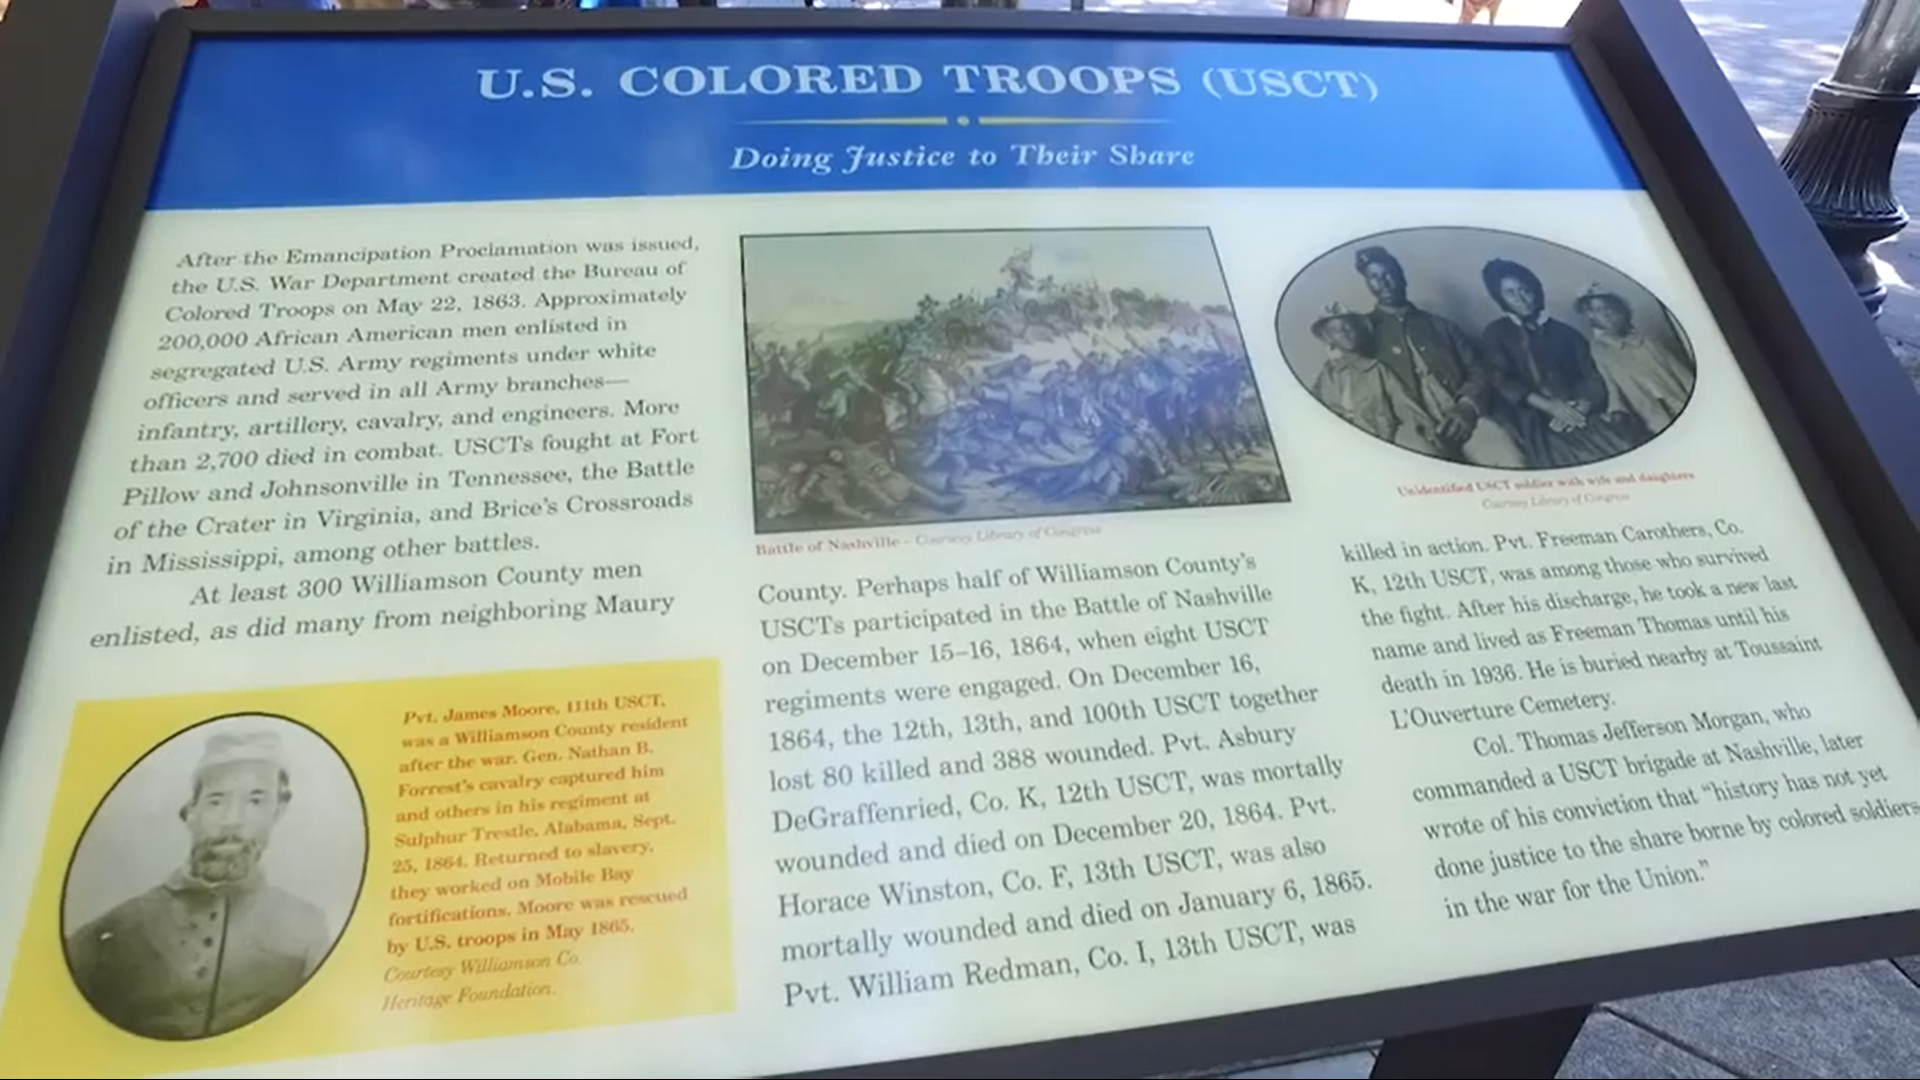 U.S. COLORED TROOPS (USCT)
Doing Justice to Their Share
After the Emancipation Proclamation was issued,
the U.S. War Department created the Bureau of
Colored Troops on May 22, 1863. Approximately
200,000 African American men enlisted in
segregated U.S. Army regiments under white
officers and served in all Army branches—
infantry, artillery, cavalry, and engineers. More
than 2,700 died in combat. USCTs fought at Fort
Pillow and Johnsonville in Tennessee, the Battle
of the Crater in Virginia, and Brice's Crossroads
in Mississippi, among other battles.
At least 300 Williamson County men
enlisted, as did many from neighboring Maury
Pvt. James Moore, 111th USCT,
was a Williamson County resident
after the war. Gen. Nathan B.
Forrest's cavalry captured him
and others in his regiment at
Sulphur Trestle, Alabama, Sept.
25, 1864. Returned to slavery,
they worked on Mobile Bay
fortifications. Moore was rescued
by U.S. troops in May 1865.
Courtesy Williamson Co.
Heritage Foundation.
Battle of Nashville - Courtesy Library of Congress
County. Perhaps half of Williamson County's
USCTs participated in the Battle of Nashville
on December 15–16, 1864, when eight USCT
regiments were engaged. On December 16,
1864, the 12th, 13th, and 100th USCT together
lost 80 killed and 388 wounded. Pvt. Asbury
DeGraffenried, Co. K, 12th USCT, was mortally
wounded and died on December 20, 1864. Pvt.
Horace Winston, Co. F, 13th USCT, was also
mortally wounded and died on January 6, 1865.
Pvt. William Redman, Co. I, 13th USCT, was
Unidentified USCT soldier with wife and daughters
Courtesy Library of Congress
killed in action. Pvt. Freeman Carothers, Co.
K, 12th USCT, was among those who survived
the fight. After his discharge, he took a new last
name and lived as Freeman Thomas until his
death in 1936. He is buried nearby at Toussaint
L'Ouverture Cemetery.
Col. Thomas Jefferson Morgan, who
commanded a USCT brigade at Nashville, later
wrote of his conviction that "history has not yet
done justice to the share borne by colored soldiers
in the war for the Union."